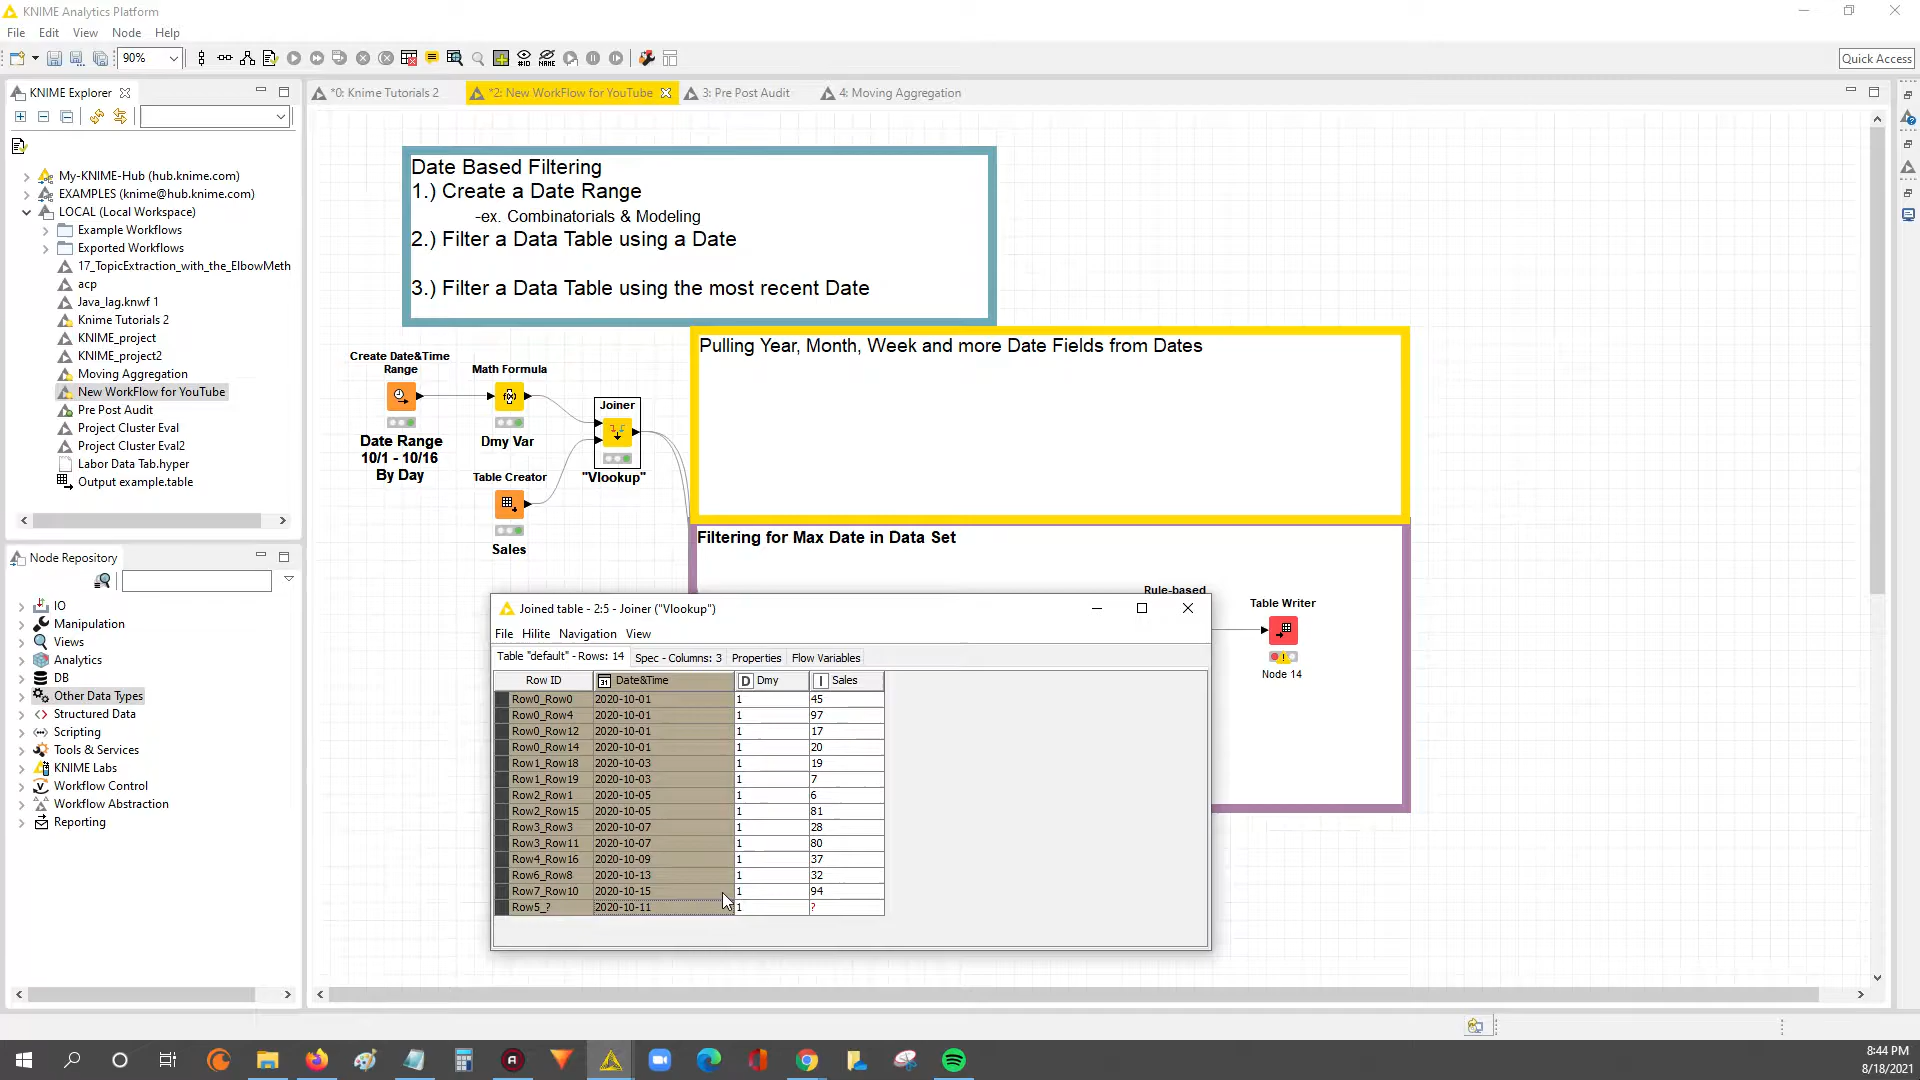 KNIME Analytics Platform
File Edit View Node Help
90%
Quick Access
KNIME Explorer
*0: Knime Tutorials 2
*2: New WorkFlow for YouTube
3: Pre Post Audit
4: Moving Aggregation
My-KNIME-Hub (hub.knime.com)
EXAMPLES (knime@hub.knime.com)
LOCAL (Local Workspace)
Example Workflows
Exported Workflows
17_TopicExtraction_with_the_ElbowMeth
acp
Java_lag.knwf 1
Knime Tutorials 2
KNIME_project
KNIME_project2
Moving Aggregation
New WorkFlow for YouTube
Pre Post Audit
Project Cluster Eval
Project Cluster Eval2
Labor Data Tab.hyper
Output example.table
Node Repository
IO
Manipulation
Views
Analytics
DB
Other Data Types
Structured Data
Scripting
Tools & Services
KNIME Labs
Workflow Control
Workflow Abstraction
Reporting
Date Based Filtering
1.) Create a Date Range
-ex. Combinatorials & Modeling
2.) Filter a Data Table using a Date
3.) Filter a Data Table using the most recent Date
Pulling Year, Month, Week and more Date Fields from Dates
Create Date&Time
Range
Date Range
10/1 - 10/16
By Day
Math Formula
Dmy Var
Joiner
"Vlookup"
Table Creator
Sales
Filtering for Max Date in Data Set
Rule-based
Table Writer
Node 14
Joined table - 2:5 - Joiner ("Vlookup")
File Hilite Navigation View
Table "default" - Rows: 14 Spec - Columns: 3 Properties Flow Variables
Row ID Date&Time D Dmy I Sales
Row0_Row0 2020-10-01 1 45
Row0_Row4 2020-10-01 1 97
Row0_Row12 2020-10-01 1 17
Row0_Row14 2020-10-01 1 20
Row1_Row18 2020-10-03 1 19
Row1_Row19 2020-10-03 1 7
Row2_Row1 2020-10-05 1 6
Row2_Row15 2020-10-05 1 81
Row3_Row3 2020-10-07 1 28
Row3_Row11 2020-10-07 1 80
Row4_Row16 2020-10-09 1 37
Row6_Row8 2020-10-13 1 32
Row7_Row10 2020-10-15 1 94
Row5_? 2020-10-11 1 ?
8:44 PM
8/18/2021